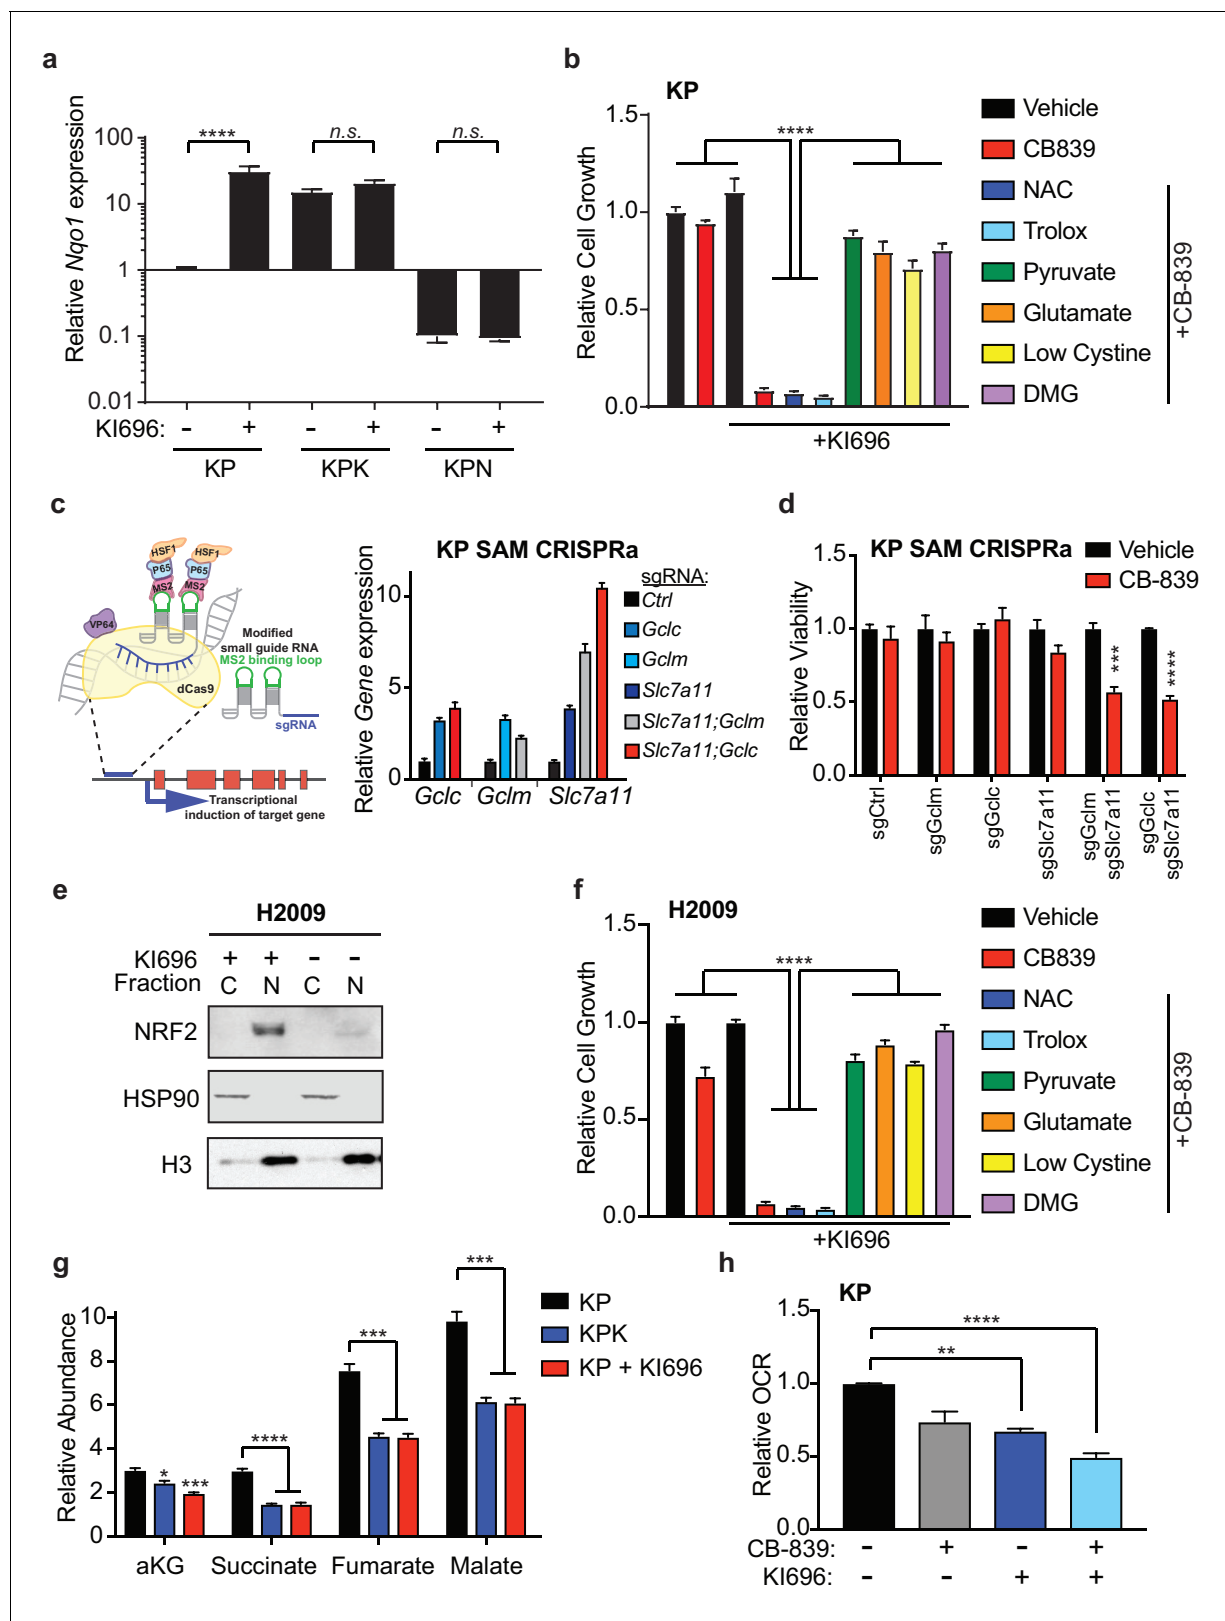 a
Relative Nqo1 expression
100
10
1
0.1
0.01
****
n.s.
n.s.
KI696: - + - + - +
KP KPK KPN
b
KP
Relative Cell Growth
1.5
1.0
0.5
0.0
****
+KI696
Vehicle
CB839
NAC
Trolox
Pyruvate
Glutamate
Low Cystine
DMG
+CB-839
c
HSF1 HSF1
P65 P65
MS2 MS2
VP64
dCas9
Modified
small guide RNA
MS2 binding loop
sgRNA
Transcriptional
induction of target gene
KP SAM CRISPRa
Relative Gene expression
10
5
0
Gclc Gclm Slc7a11
sgRNA:
Ctrl
Gclc
Gclm
Slc7a11
Slc7a11;Gclm
Slc7a11;Gclc
d
KP SAM CRISPRa
Vehicle
CB-839
Relative Viability
1.5
1.0
0.5
0.0
***
****
sgCtrl
sgGclm
sgGclc
sgSlc7a11
sgGclm
sgSlc7a11
sgGclc
sgSlc7a11
e
H2009
KI696 + + - -
Fraction C N C N
NRF2
HSP90
H3
f
H2009
Relative Cell Growth
1.5
1.0
0.5
0.0
****
+KI696
Vehicle
CB839
NAC
Trolox
Pyruvate
Glutamate
Low Cystine
DMG
+CB-839
g
Relative Abundance
10
8
6
4
2
0
* ***
****
***
***
aKG Succinate Fumarate Malate
KP
KPK
KP + KI696
h
KP
Relative OCR
1.5
1.0
0.5
0.0
****
**
CB-839: - + - +
KI696: - - + +